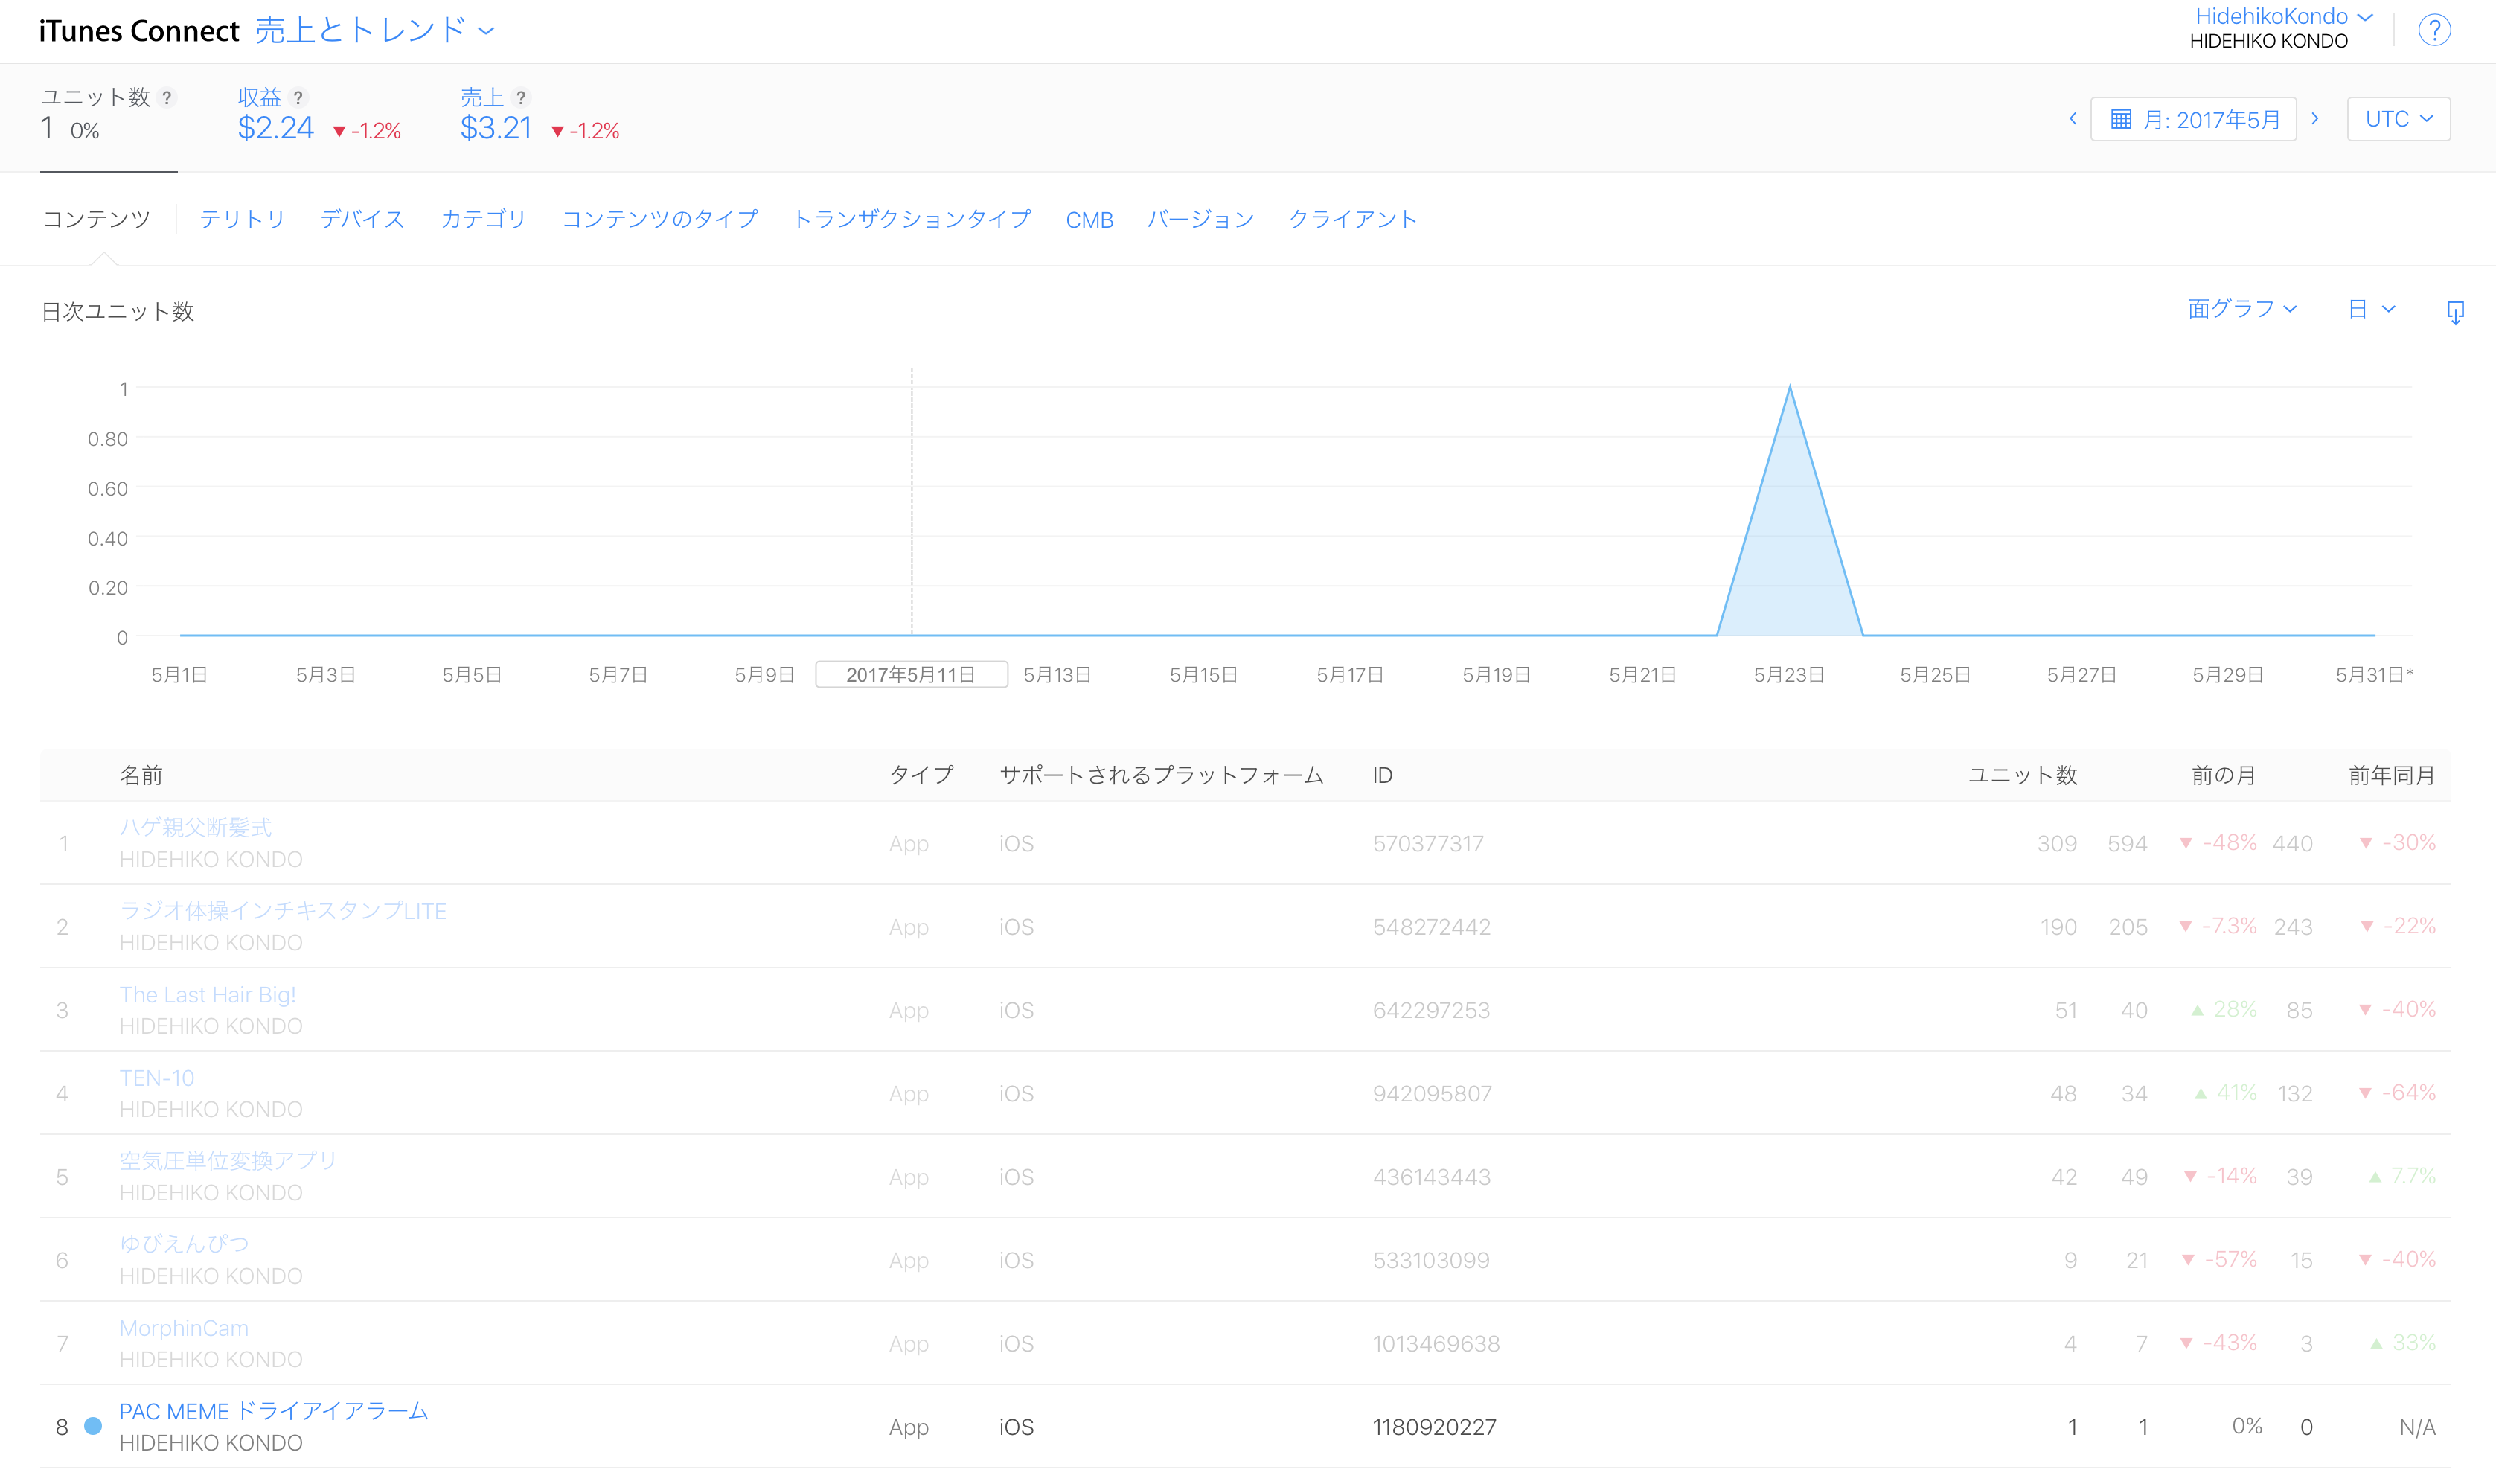 iTunes Connect 売上とトレンド
HidehikoKondo
HIDEHIKO KONDO
?
ユニット数 ?
1 0%
収益 ?
$2.24 ▼ -1.2%
売上 ?
$3.21 ▼ -1.2%
月: 2017年5月
UTC
コンテンツ テリトリ デバイス カテゴリ コンテンツのタイプ トランザクションタイプ CMB バージョン クライアント
日次ユニット数
面グラフ 日
1
0.80
0.60
0.40
0.20
0
5月1日 5月3日 5月5日 5月7日 5月9日 2017年5月11日 5月13日 5月15日 5月17日 5月19日 5月21日 5月23日 5月25日 5月27日 5月29日 5月31日*
名前 タイプ サポートされるプラットフォーム ID ユニット数 前の月 前年同月
ハゲ親父断髪式
1 App iOS 570377317 309 594 ▼ -48% 440 ▼ -30%
HIDEHIKO KONDO
ラジオ体操インチキスタンプLITE
2 App iOS 548272442 190 205 ▼ -7.3% 243 ▼ -22%
HIDEHIKO KONDO
The Last Hair Big!
3 App iOS 642297253 51 40 ▲ 28% 85 ▼ -40%
HIDEHIKO KONDO
TEN-10
4 App iOS 942095807 48 34 ▲ 41% 132 ▼ -64%
HIDEHIKO KONDO
空気圧単位変換アプリ
5 App iOS 436143443 42 49 ▼ -14% 39 ▲ 7.7%
HIDEHIKO KONDO
ゆびえんぴつ
6 App iOS 533103099 9 21 ▼ -57% 15 ▼ -40%
HIDEHIKO KONDO
MorphinCam
7 App iOS 1013469638 4 7 ▼ -43% 3 ▲ 33%
HIDEHIKO KONDO
PAC MEME ドライアイアラーム
8 App iOS 1180920227 1 1 0% 0 N/A
HIDEHIKO KONDO